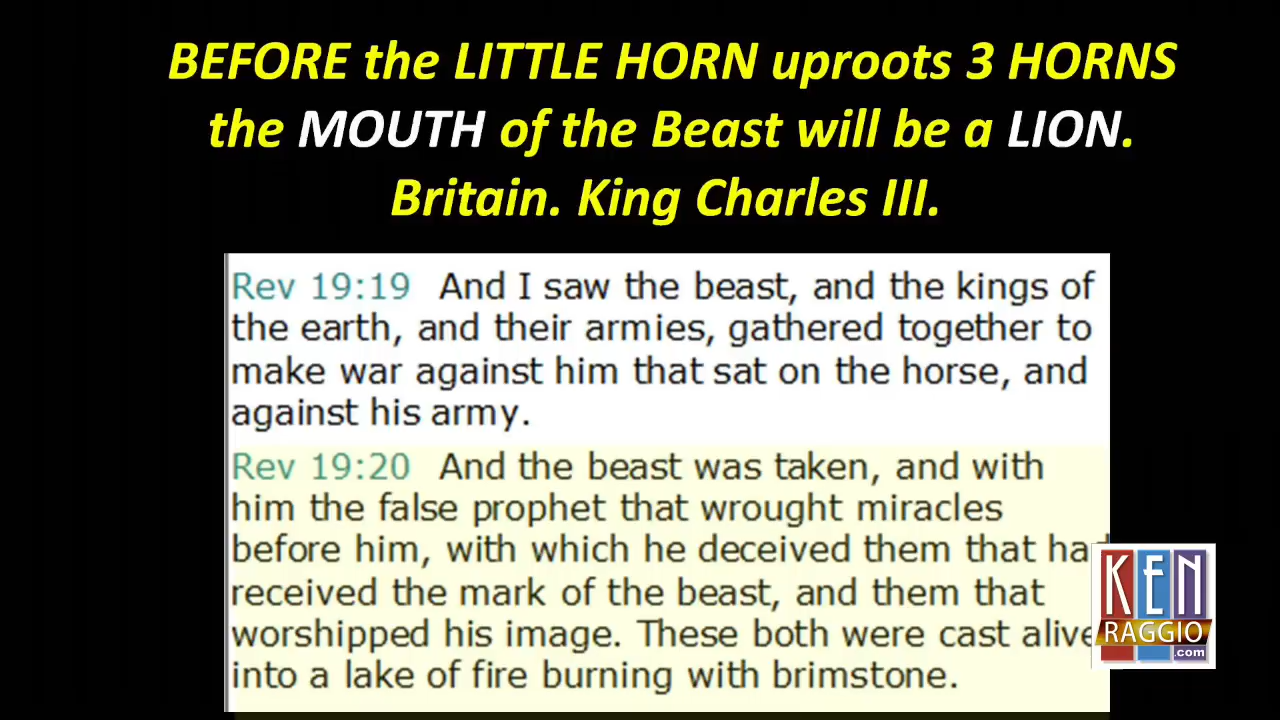 BEFORE the LITTLE HORN uproots 3 HORNS
the MOUTH of the Beast will be a LION.
Britain. King Charles III.
Rev 19:19 And I saw the beast, and the kings of
the earth, and their armies, gathered together to
make war against him that sat on the horse, and
against his army.
Rev 19:20 And the beast was taken, and with
him the false prophet that wrought miracles
before him, with which he deceived them that had
received the mark of the beast, and them that
worshipped his image. These both were cast alive
into a lake of fire burning with brimstone.
KEN
RAGGIO
.com